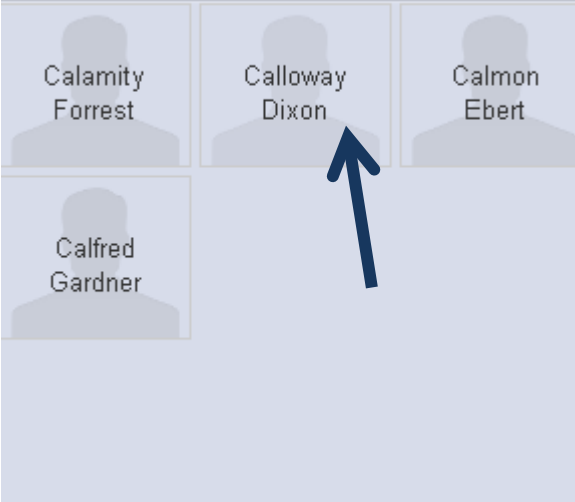 Calamity
Forrest
Calloway
Dixon
Calmon
Ebert
Calfred
Gardner